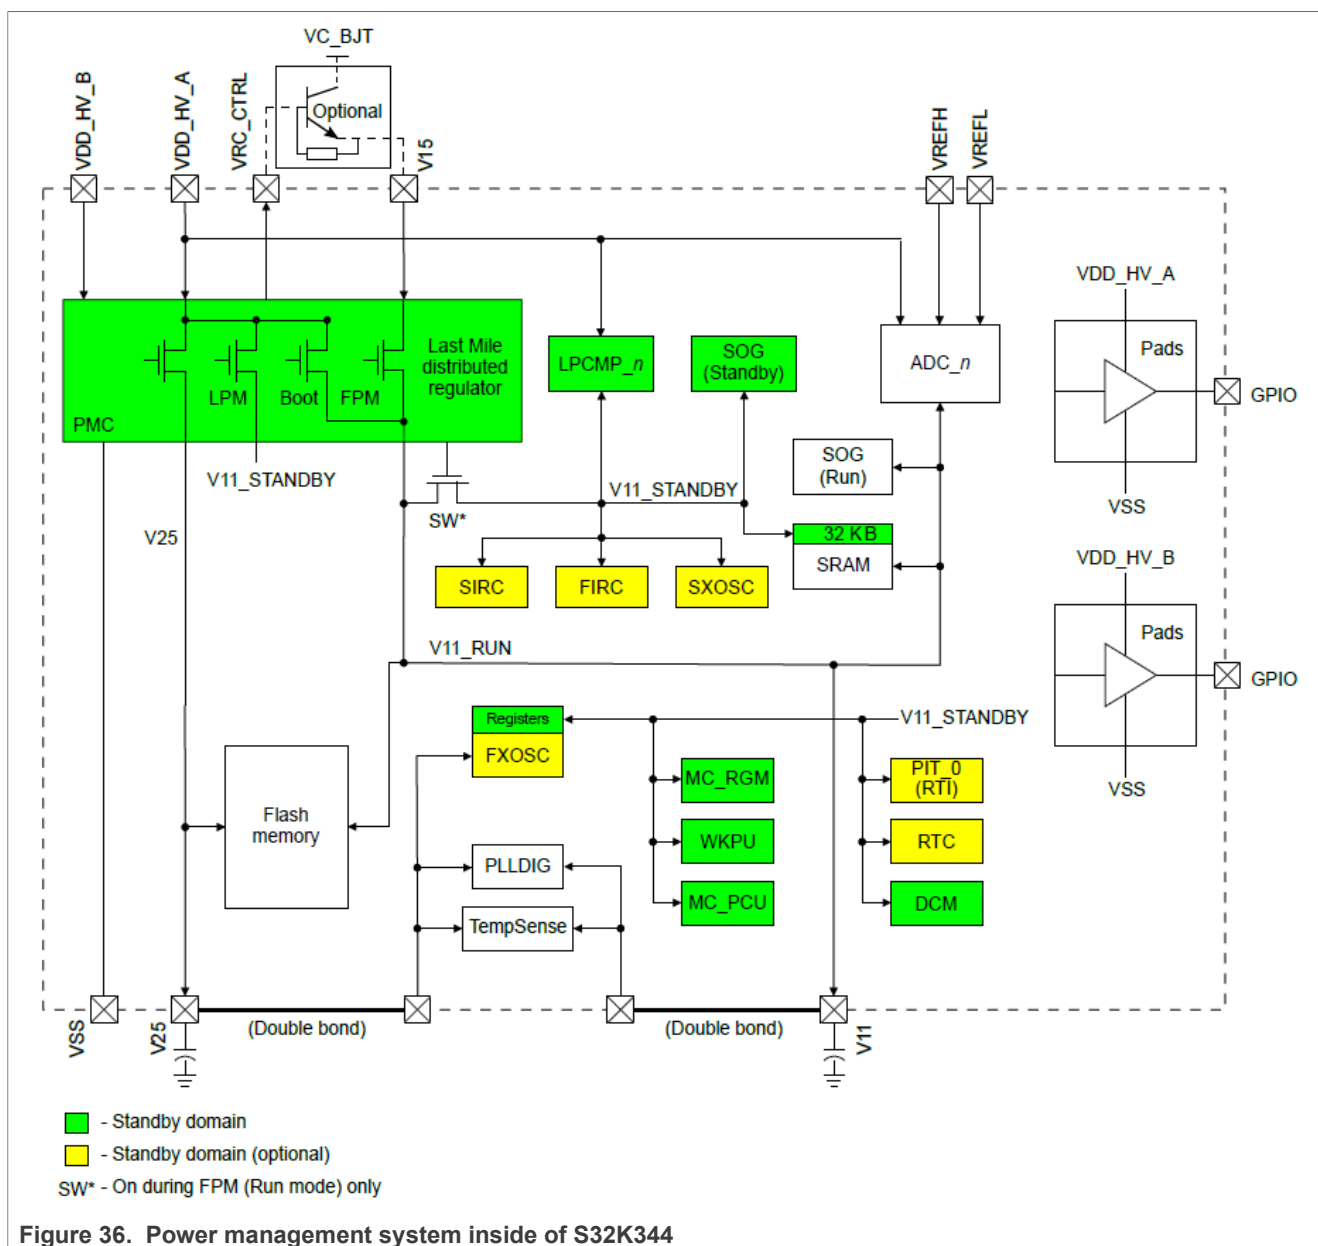 VC_BJT
VDD_HV_B
VDD_HV_A
VRC_CTRL
Optional
V15
VREFH
VREFL
VDD_HV_A
Pads
GPIO
VSS
Last Mile
distributed
regulator
LPM
Boot
FPM
PMC
LPCMP_n
SOG
(Standby)
ADC_n
V11_STANDBY
SW*
V11_STANDBY
SOG
(Run)
V25
32 KB
SRAM
SIRC
FIRC
SXOSC
VDD_HV_B
Pads
GPIO
VSS
V11_RUN
Registers
FXOSC
V11_STANDBY
MC_RGM
PIT_0
(RTI)
Flash
memory
WKPU
RTC
PLLDIG
MC_PCU
DCM
TempSense
VSS
V25
(Double bond)
(Double bond)
V11
- Standby domain
- Standby domain (optional)
SW* - On during FPM (Run mode) only
Figure 36. Power management system inside of S32K344